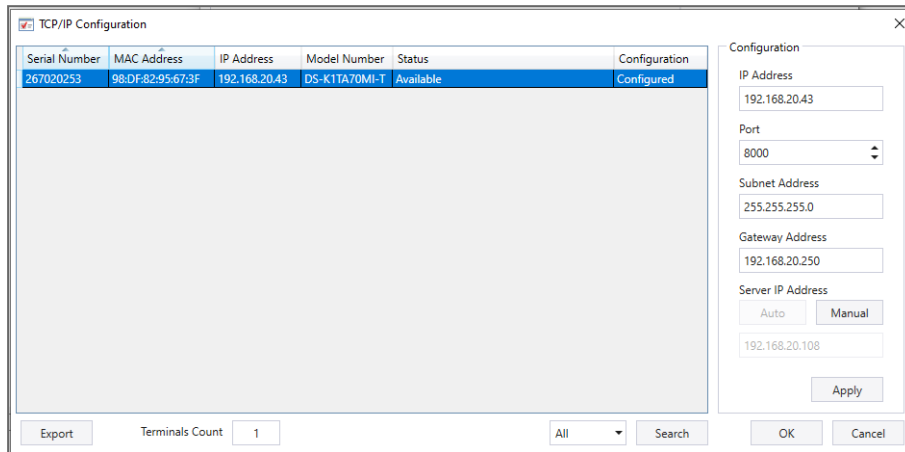 TCP/IP Configuration
Serial Number MAC Address IP Address Model Number Status Configuration
267020253 98:DF:82:95:67:3F 192.168.20.43 DS-K1TA70MI-T Available Configured
Configuration
IP Address
192.168.20.43
Port
8000
Subnet Address
255.255.255.0
Gateway Address
192.168.20.250
Server IP Address
Auto Manual
192.168.20.108
Apply
Export Terminals Count 1 All Search OK Cancel